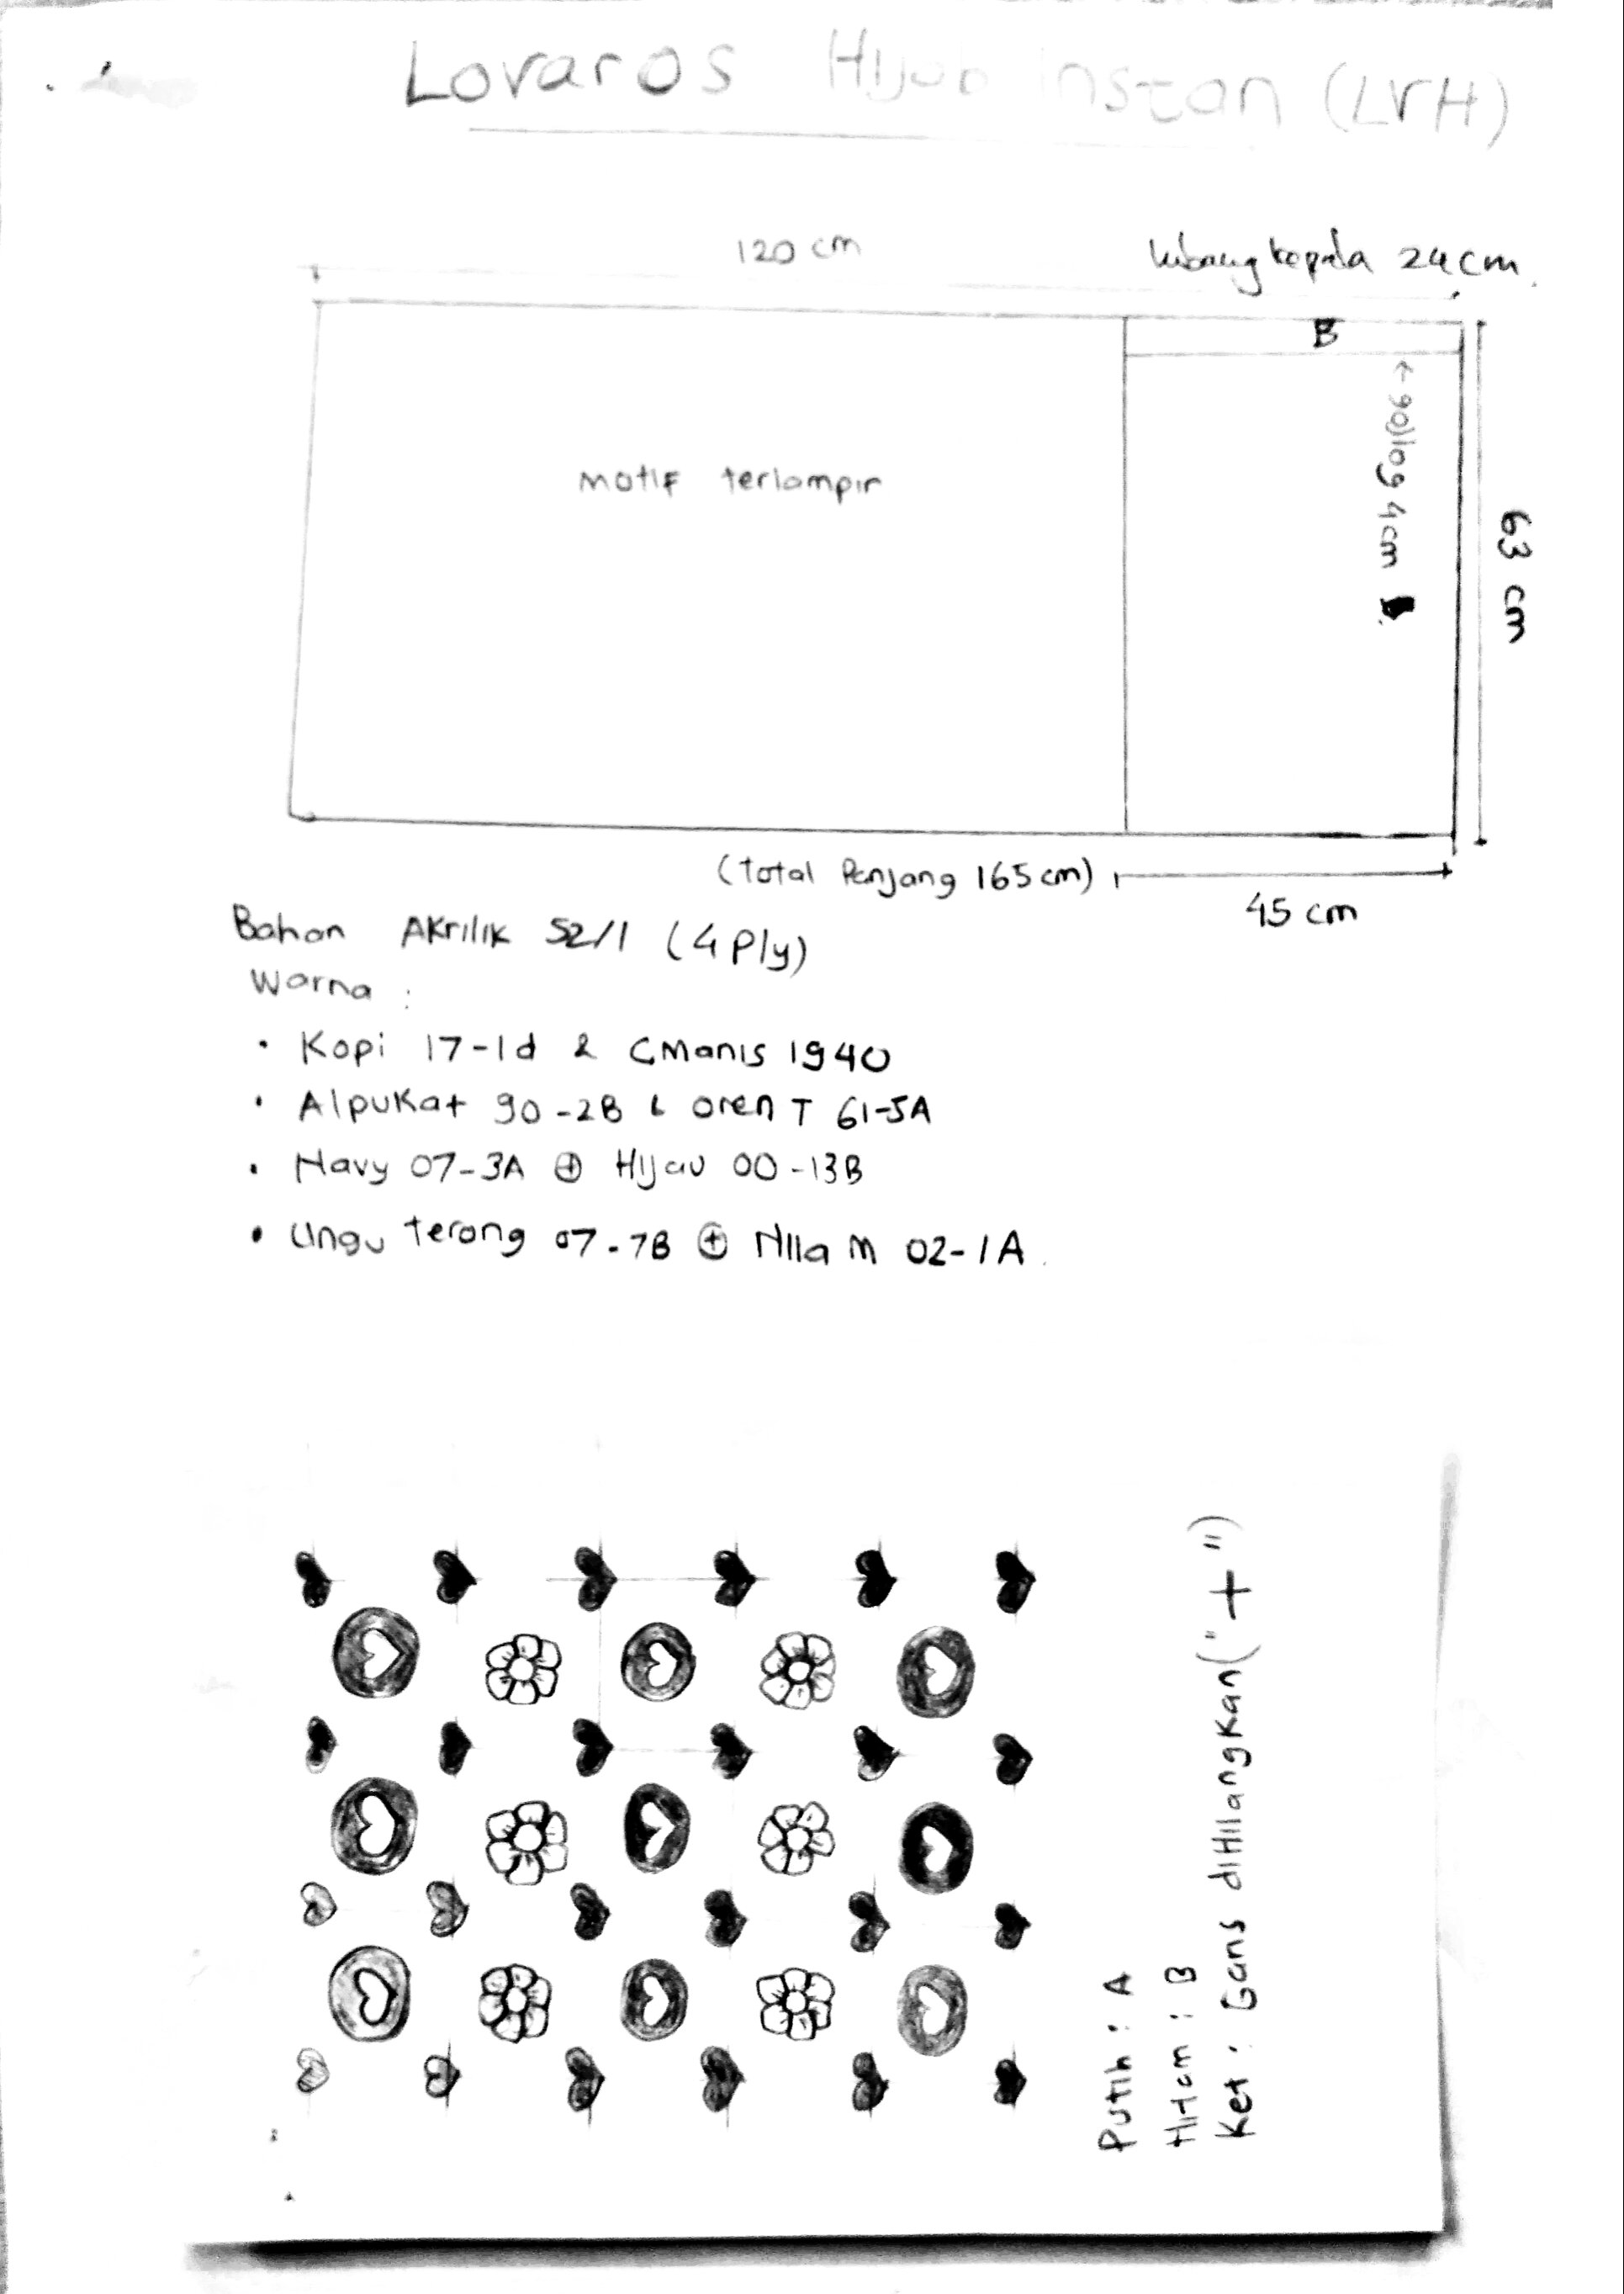 Lovaros Hijab Instan (LVH)
120 cm
lubang kepala 24 cm.
B
← goljog 4 cm
63 cm
motif terlampir
(Total Panjang 165 cm)
45 cm
Bahan Akrilik 52/1 (4 Ply)
Warna :
• Kopi 17-1d & CManis 1940
• Alpukat 90-2B & oren T 61-5A
• Navy 07-3A ⊕ Hijau 00-13B
• Ungu Terong 07-7B ⊕ Nila M 02-1A.
Putih : A
Hitam : B
Ket : Garis dihilangkan ("+")